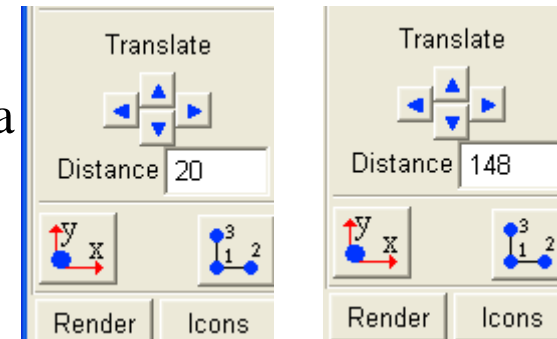 Translate Translate
a
Distance 20 Distance 148
y x 3 1 2 y x 3 1 2
Render Icons Render Icons